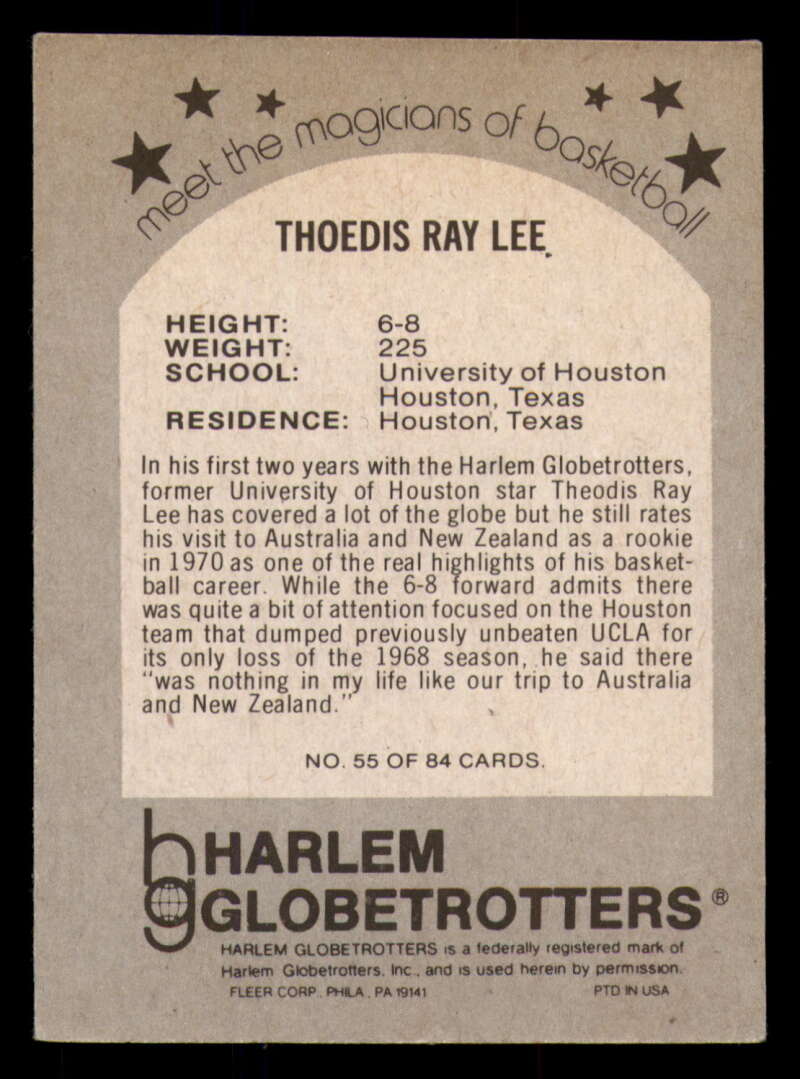 meet the magicians of basketball
THOEDIS RAY LEE
HEIGHT: 6-8
WEIGHT: 225
SCHOOL: University of Houston
Houston, Texas
RESIDENCE: Houston, Texas
In his first two years with the Harlem Globetrotters,
former University of Houston star Theodis Ray
Lee has covered a lot of the globe but he still rates
his visit to Australia and New Zealand as a rookie
in 1970 as one of the real highlights of his basket-
ball career. While the 6-8 forward admits there
was quite a bit of attention focused on the Houston
team that dumped previously unbeaten UCLA for
its only loss of the 1968 season, he said there
"was nothing in my life like our trip to Australia
and New Zealand."
NO. 55 OF 84 CARDS.
hg HARLEM
GLOBETROTTERS®
HARLEM GLOBETROTTERS is a federally registered mark of
Harlem Globetrotters, Inc., and is used herein by permission.
FLEER CORP. PHILA., PA 19141 PTD IN USA